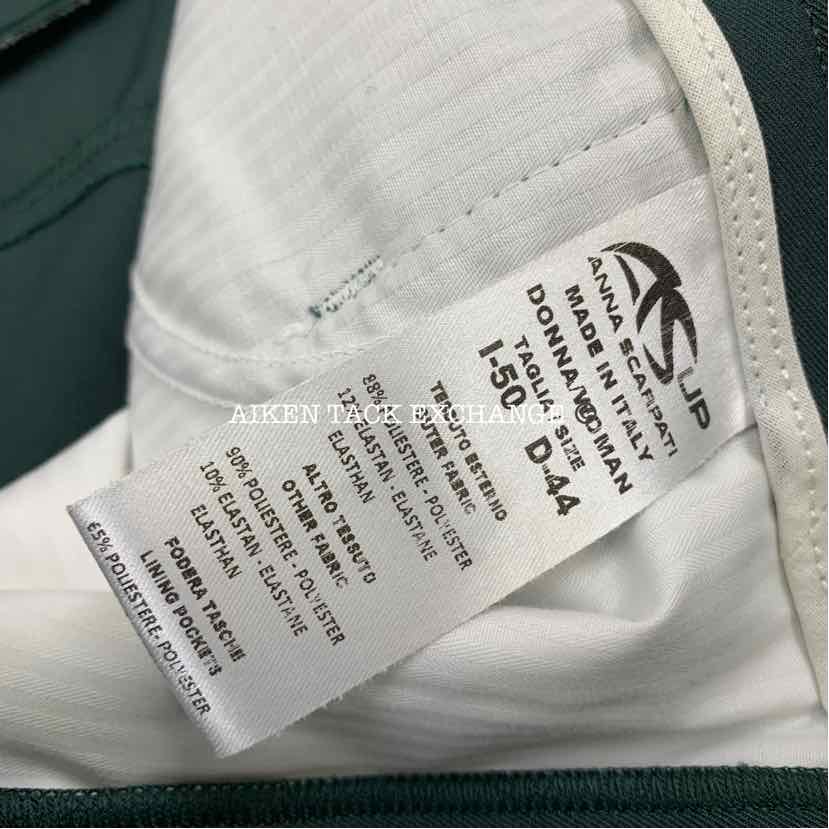 ASUP
ANNA SCARPATI
MADE IN ITALY
DONNA/WOMAN
TAGLIA/SIZE
I-50 D-44
TESSUTO ESTERNO
OUTER FABRIC
88% POLIESTERE - POLYESTER
12% ELASTAN - ELASTANE
ELASTHAN
ALTRO TESSUTO
OTHER FABRIC
90% POLIESTERE - POLYESTER
10% ELASTAN - ELASTANE
ELASTHAN
FODERA TASCHE
LINING POCKETS
65% POLIESTERE - POLYESTER
AIKEN TACK EXCHANGE